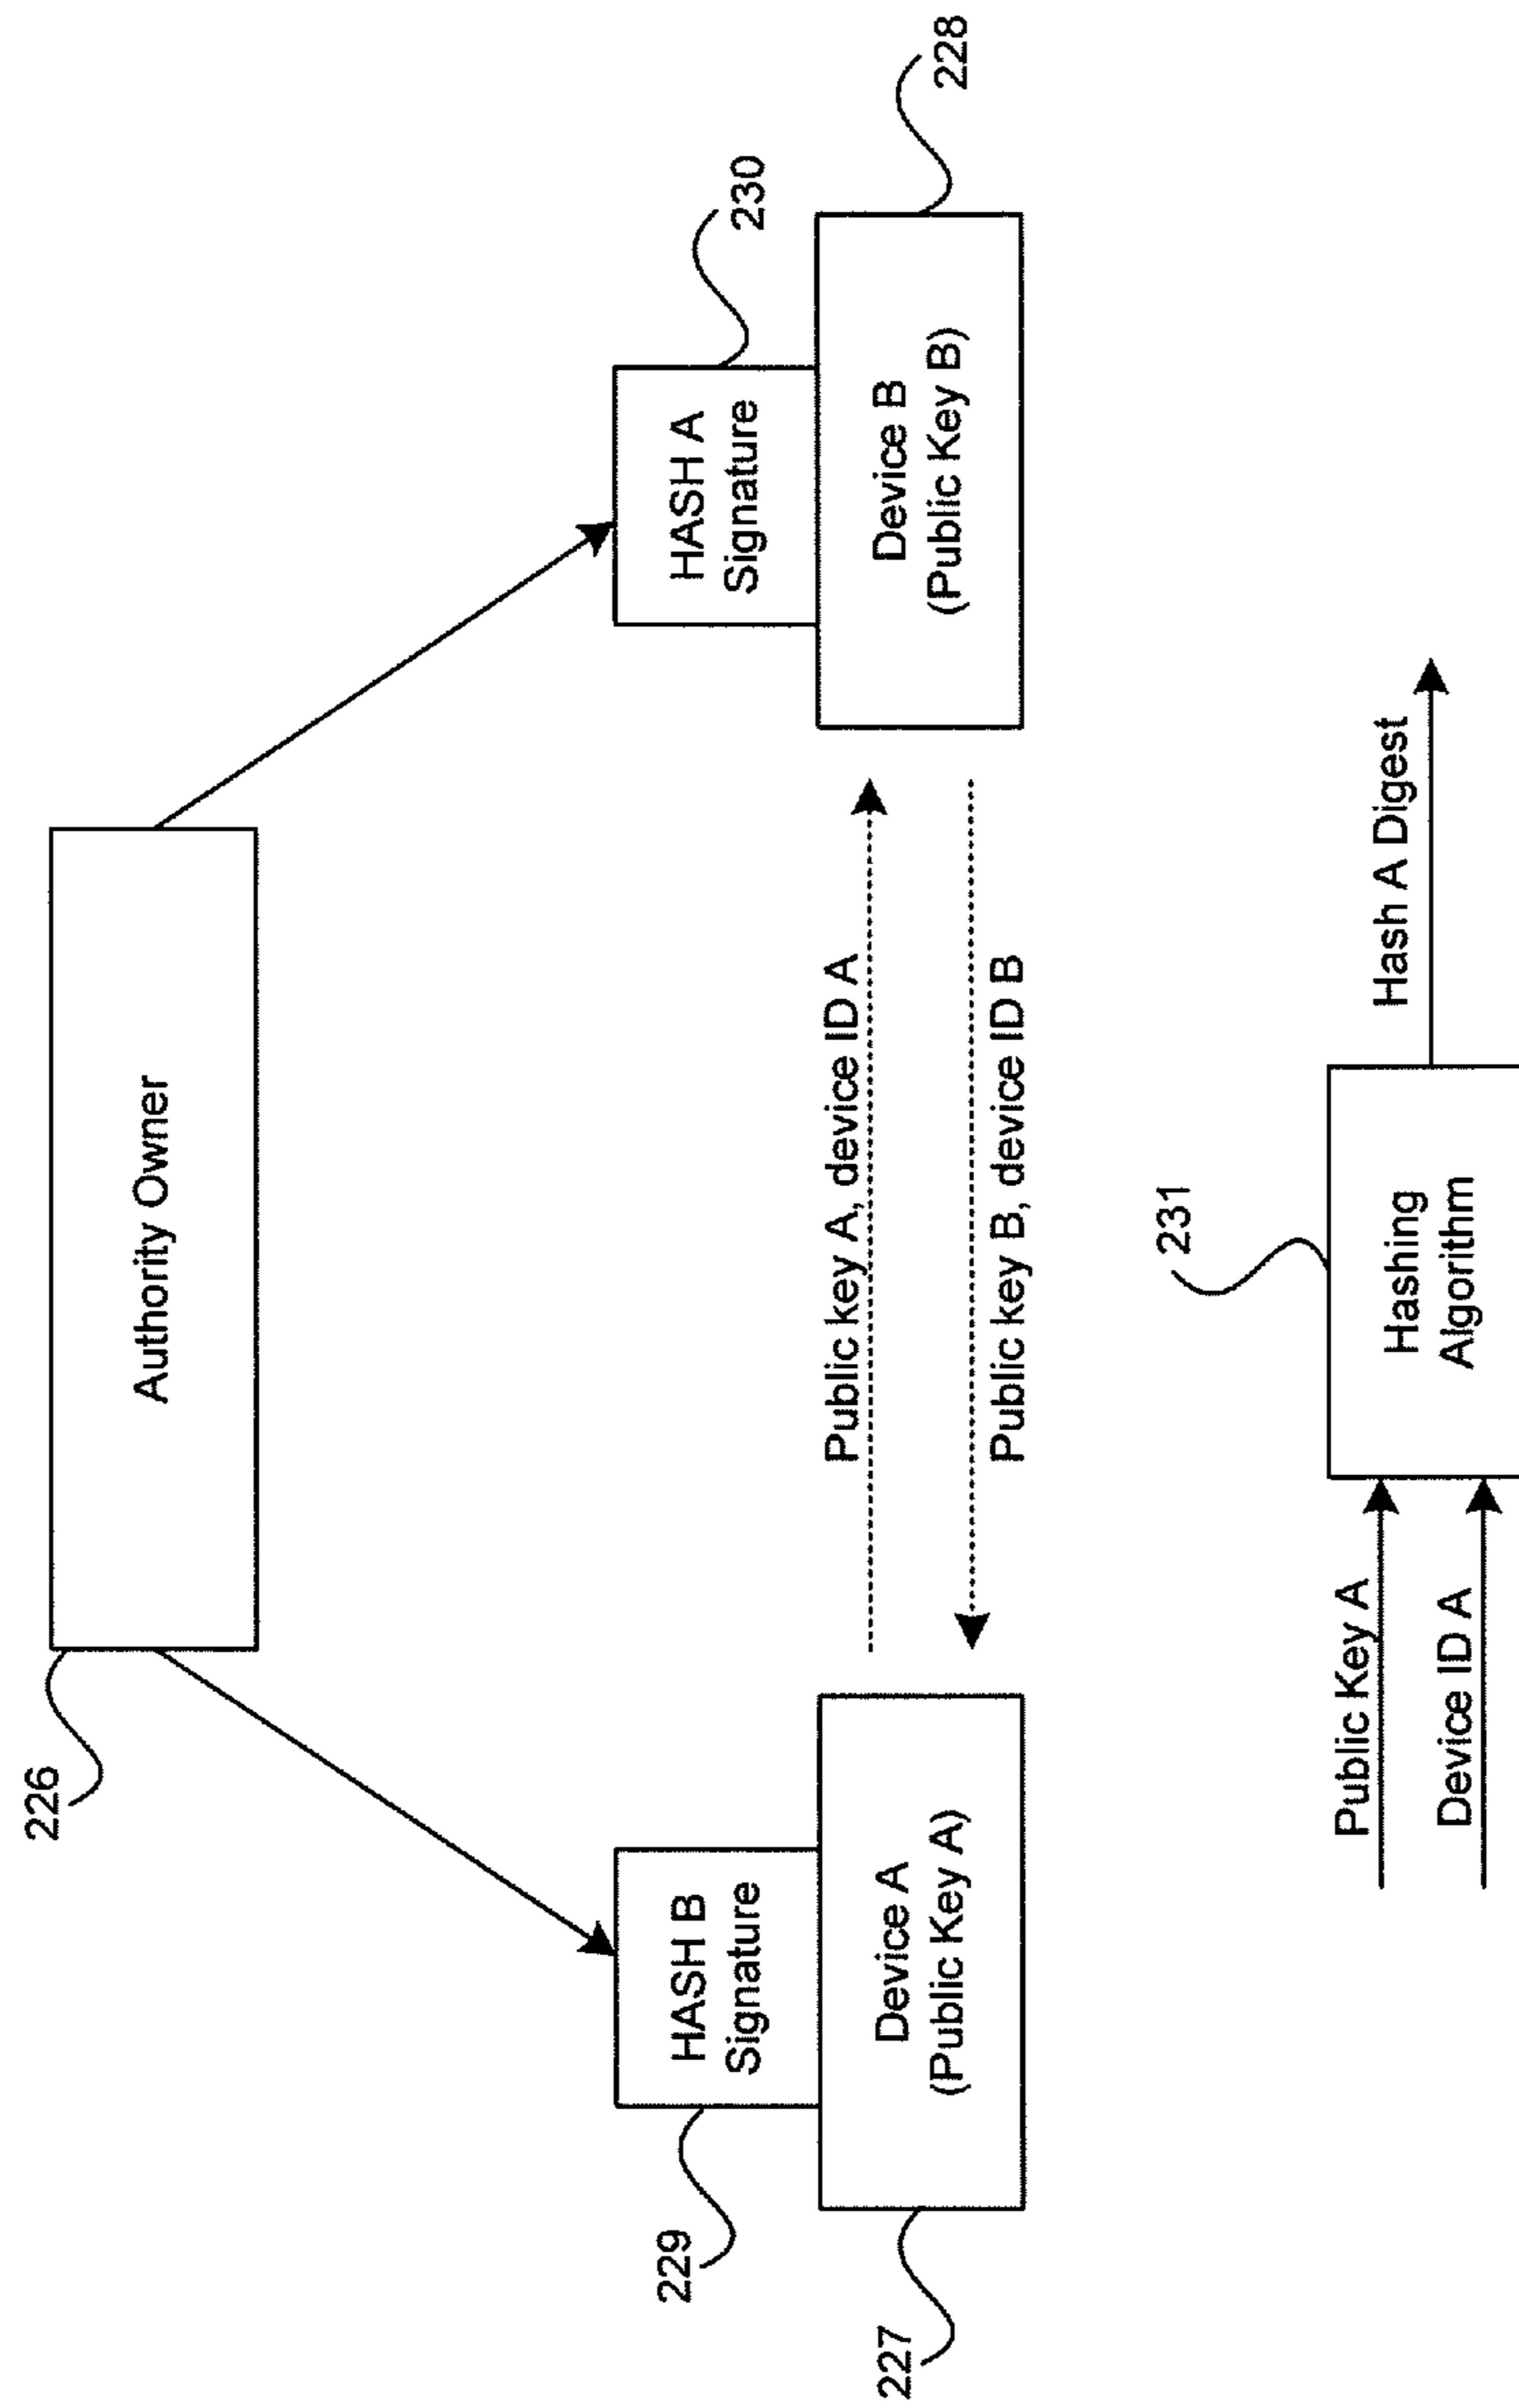 226
Authority Owner
229
HASH B
Signature
HASH A
Signature
230
227
Device A
(Public Key A)
Public key A, device ID A
Public key B, device ID B
Device B
(Public Key B)
228
231
Public Key A
Device ID A
Hashing
Algorithm
Hash A Digest